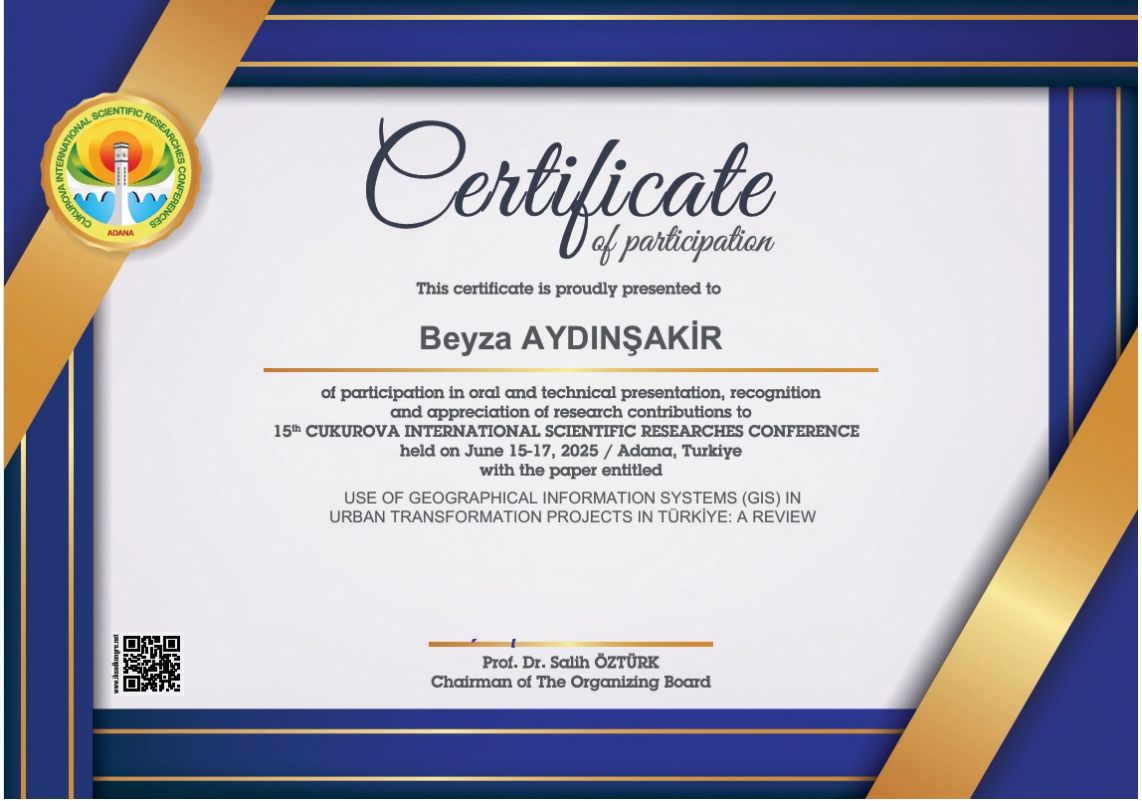 CUKUROVA INTERNATIONAL SCIENTIFIC RESEARCHES CONFERENCES
ADANA
Certificate
of participation
This certificate is proudly presented to
Beyza AYDINŞAKİR
of participation in oral and technical presentation, recognition
and appreciation of research contributions to
15th CUKUROVA INTERNATIONAL SCIENTIFIC RESEARCHES CONFERENCE
held on June 15-17, 2025 / Adana, Turkiye
with the paper entitled
USE OF GEOGRAPHICAL INFORMATION SYSTEMS (GIS) IN
URBAN TRANSFORMATION PROJECTS IN TÜRKİYE: A REVIEW
www.iksadkongre.net
Prof. Dr. Salih ÖZTÜRK
Chairman of The Organizing Board